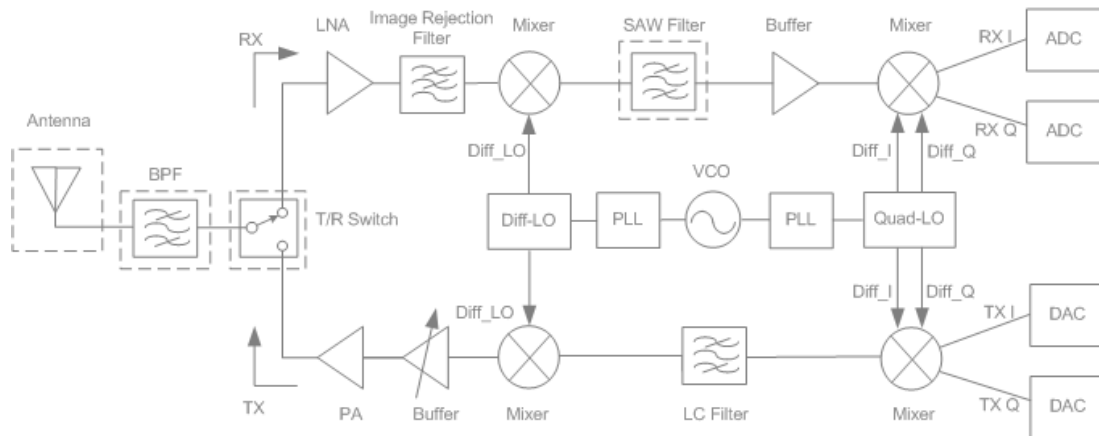 LNA
Image Rejection
Filter
Mixer
SAW Filter
Buffer
Mixer
RX
RX I
ADC
RX Q
ADC
Antenna
BPF
T/R Switch
Diff_LO
VCO
Diff_I
Diff_Q
Diff-LO
PLL
PLL
Quad-LO
Diff_LO
Diff_I
Diff_Q
TX I
DAC
TX
PA
Buffer
Mixer
LC Filter
Mixer
TX Q
DAC